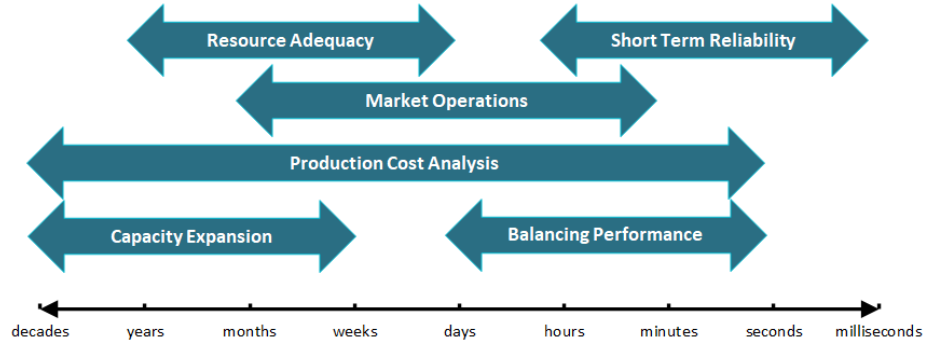 Resource Adequacy
Short Term Reliability
Market Operations
Production Cost Analysis
Capacity Expansion
Balancing Performance
decades years months weeks days hours minutes seconds milliseconds